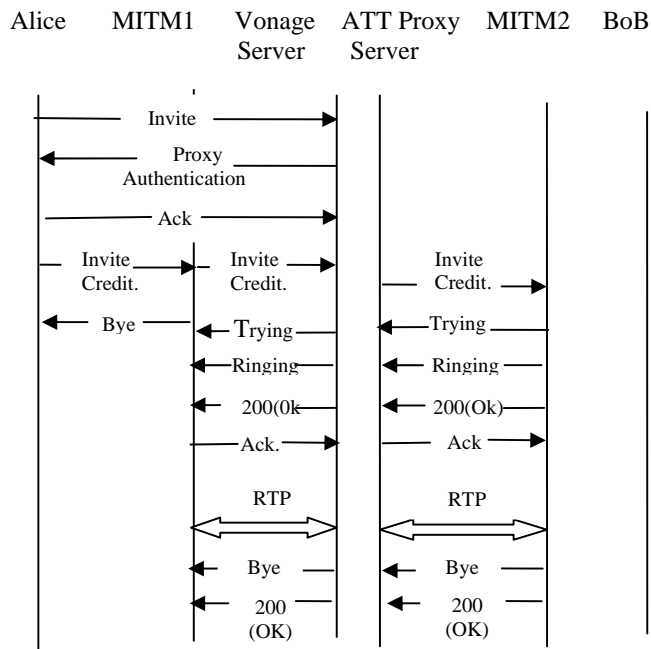 Alice MITM1 Vonage ATT Proxy MITM2 BoB
Server Server
Invite
Proxy
Authentication
Ack
Invite Invite Invite
Credit. Credit. Credit.
Bye Trying Trying
Ringing Ringing
200(0k 200(Ok)
Ack. Ack
RTP RTP
Bye Bye
200 200
(OK) (OK)